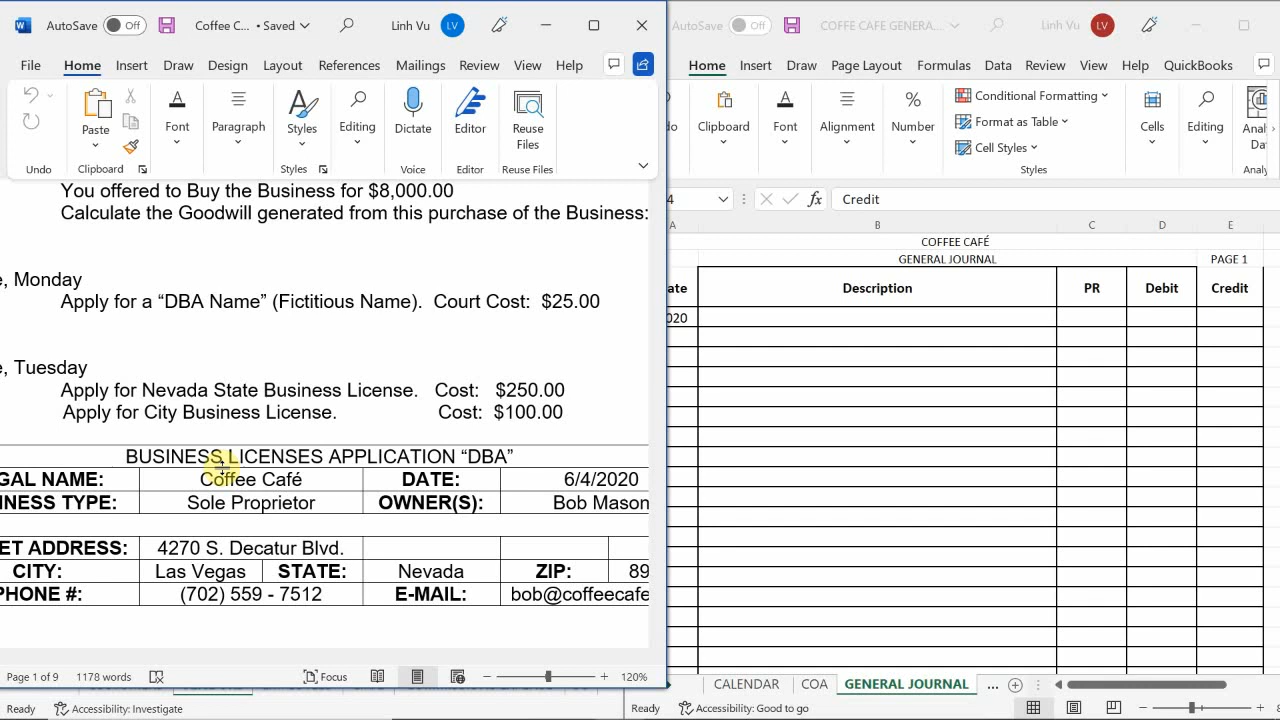 AutoSave Off Coffee C... • Saved Linh Vu LV
File Home Insert Draw Design Layout References Mailings Review View Help
Paste Font Paragraph Styles Editing Dictate Editor Reuse Files
Undo Clipboard Styles Voice Editor Reuse Files
You offered to Buy the Business for $8,000.00
Calculate the Goodwill generated from this purchase of the Business:
e, Monday
Apply for a “DBA Name” (Fictitious Name). Court Cost: $25.00
e, Tuesday
Apply for Nevada State Business License. Cost: $250.00
Apply for City Business License. Cost: $100.00
BUSINESS LICENSES APPLICATION “DBA”
GAL NAME: Coffee Café DATE: 6/4/2020
INESS TYPE: Sole Proprietor OWNER(S): Bob Mason
ET ADDRESS: 4270 S. Decatur Blvd.
CITY: Las Vegas STATE: Nevada ZIP: 89
PHONE #: (702) 559 - 7512 E-MAIL: bob@coffeecafe
Page 1 of 9 1178 words Focus 120%
Ready Accessibility: Investigate
AutoSave Off COFFE CAFE GENERA... Linh Vu LV
Home Insert Draw Page Layout Formulas Data Review View Help QuickBooks
do Clipboard Font Alignment Number Conditional Formatting Format as Table Cell Styles Cells Editing Anal Da
Styles Analy
4 fx Credit
A B C D E
COFFEE CAFÉ
GENERAL JOURNAL PAGE 1
ate Description PR Debit Credit
020
CALENDAR COA GENERAL JOURNAL ...
Ready Accessibility: Good to go 8